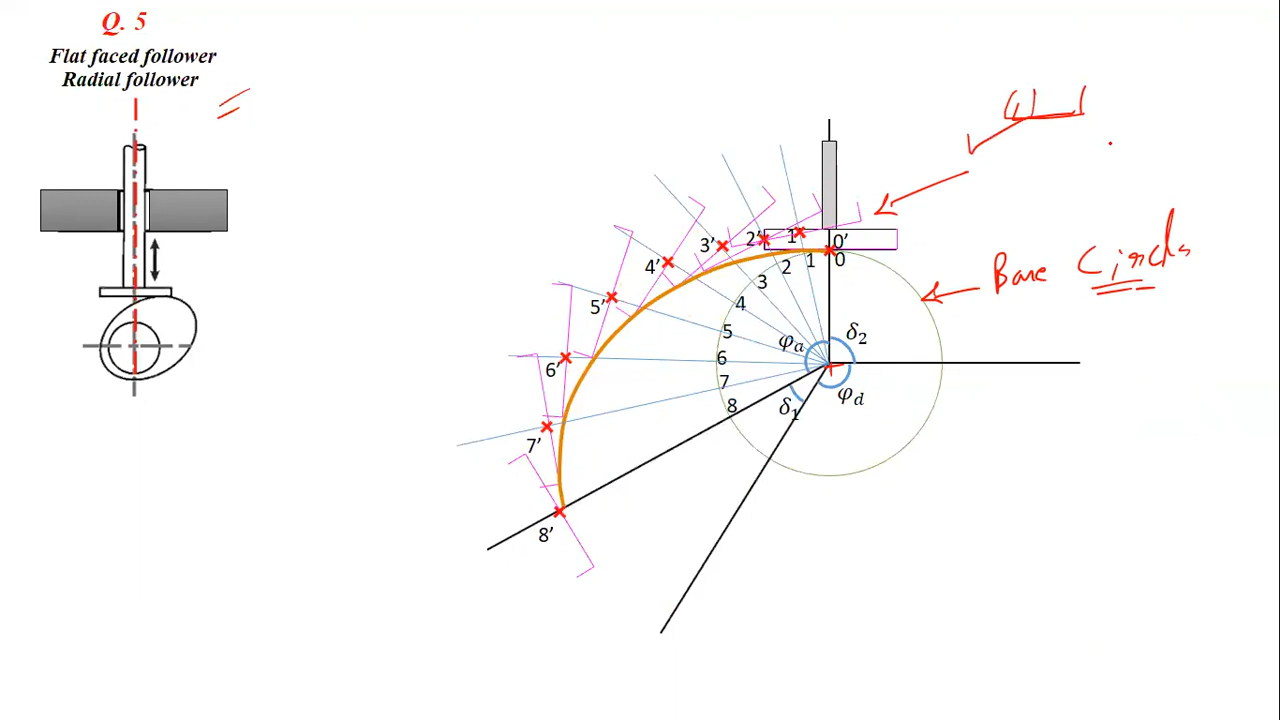 Q. 5
Flat faced follower
Radial follower
Base Circle
0'
1'
2'
3'
4'
5'
6'
7'
8'
0
1
2
3
4
5
6
7
8
φa
δ2
φd
δ1